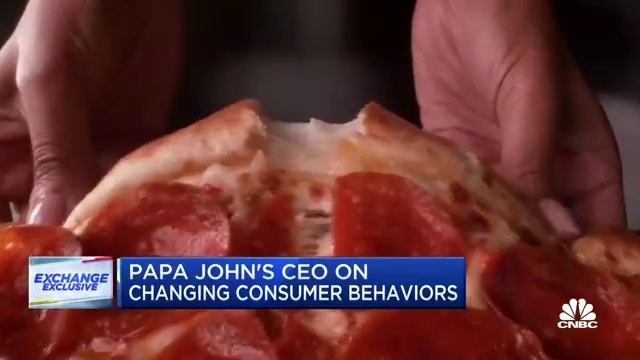 EXCHANGE
EXCLUSIVE
PAPA JOHN'S CEO ON
CHANGING CONSUMER BEHAVIORS
CNBC